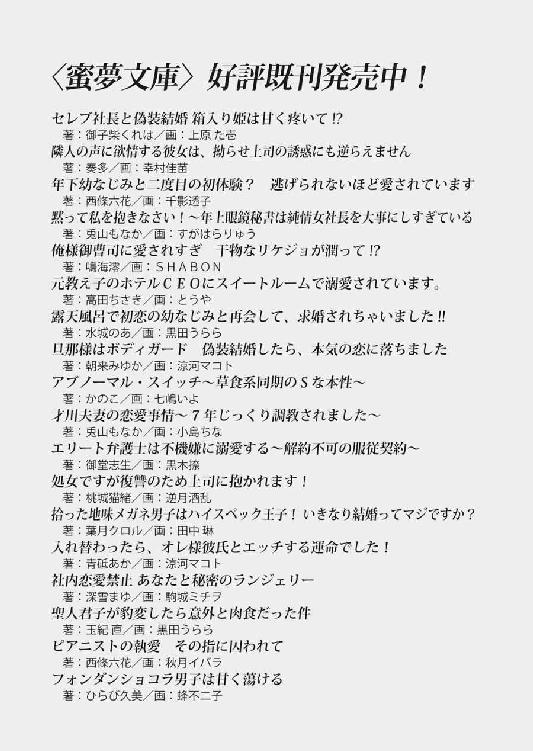 〈蜜夢文庫〉 好評既刊発売中！
セレブ社長と偽装結婚 箱入り姫は甘く疼いて!?
著：御子柴くれは／画：上原た壱
隣人の声に欲情する彼女は、拗らせ上司の誘惑にも逆らえません
著：奏多／画：幸村佳苗
年下幼なじみと二度目の初体験？　逃げられないほど愛されています
著：西條六花／画：千影透子
黙って私を抱きなさい！～年上眼鏡秘書は純情女社長を大事にしすぎている
著：兎山もなか／画：すがはらりゅう
俺様御曹司に愛されすぎ　干物なリケジョが潤って!?
著：鳴海澪／画：ＳＨＡＢＯＮ
元教え子のホテルＣＥＯにスイートルームで溺愛されています。
著：高田ちさき／画：とうや
露天風呂で初恋の幼なじみと再会して、求婚されちゃいました!!
著：水城のあ／画：黒田うらら
旦那様はボディガード　偽装結婚したら、本気の恋に落ちました
著：朝来みゆか／画：涼河マコト
アブノーマル・スイッチ～草食系同期のＳな本性～
著：かのこ／画：七嶋いよ
才川夫妻の恋愛事情～７年じっくり調教されました～
著：兎山もなか／画：小島ちな
エリート弁護士は不機嫌に溺愛する～解約不可の服従契約～
著：御堂志生／画：黒木捺
処女ですが復讐のため上司に抱かれます！
著：桃城猫緒／画：逆月酒乱
拾った地味メガネ男子はハイスペック王子！ いきなり結婚ってマジですか？
著：葉月クロル／画：田中 琳
入れ替わったら、オレ様彼氏とエッチする運命でした！
著：青砥あか／画：涼河マコト
社内恋愛禁止 あなたと秘密のランジェリー
著：深雪まゆ／画：駒城ミチヲ
聖人君子が豹変したら意外と肉食だった件
著：玉紀 直／画：黒田うらら
ピアニストの執愛　その指に囚われて
著：西條六花／画：秋月イバラ
フォンダンショコラ男子は甘く蕩ける
著：ひらび久美／画：蜂不二子